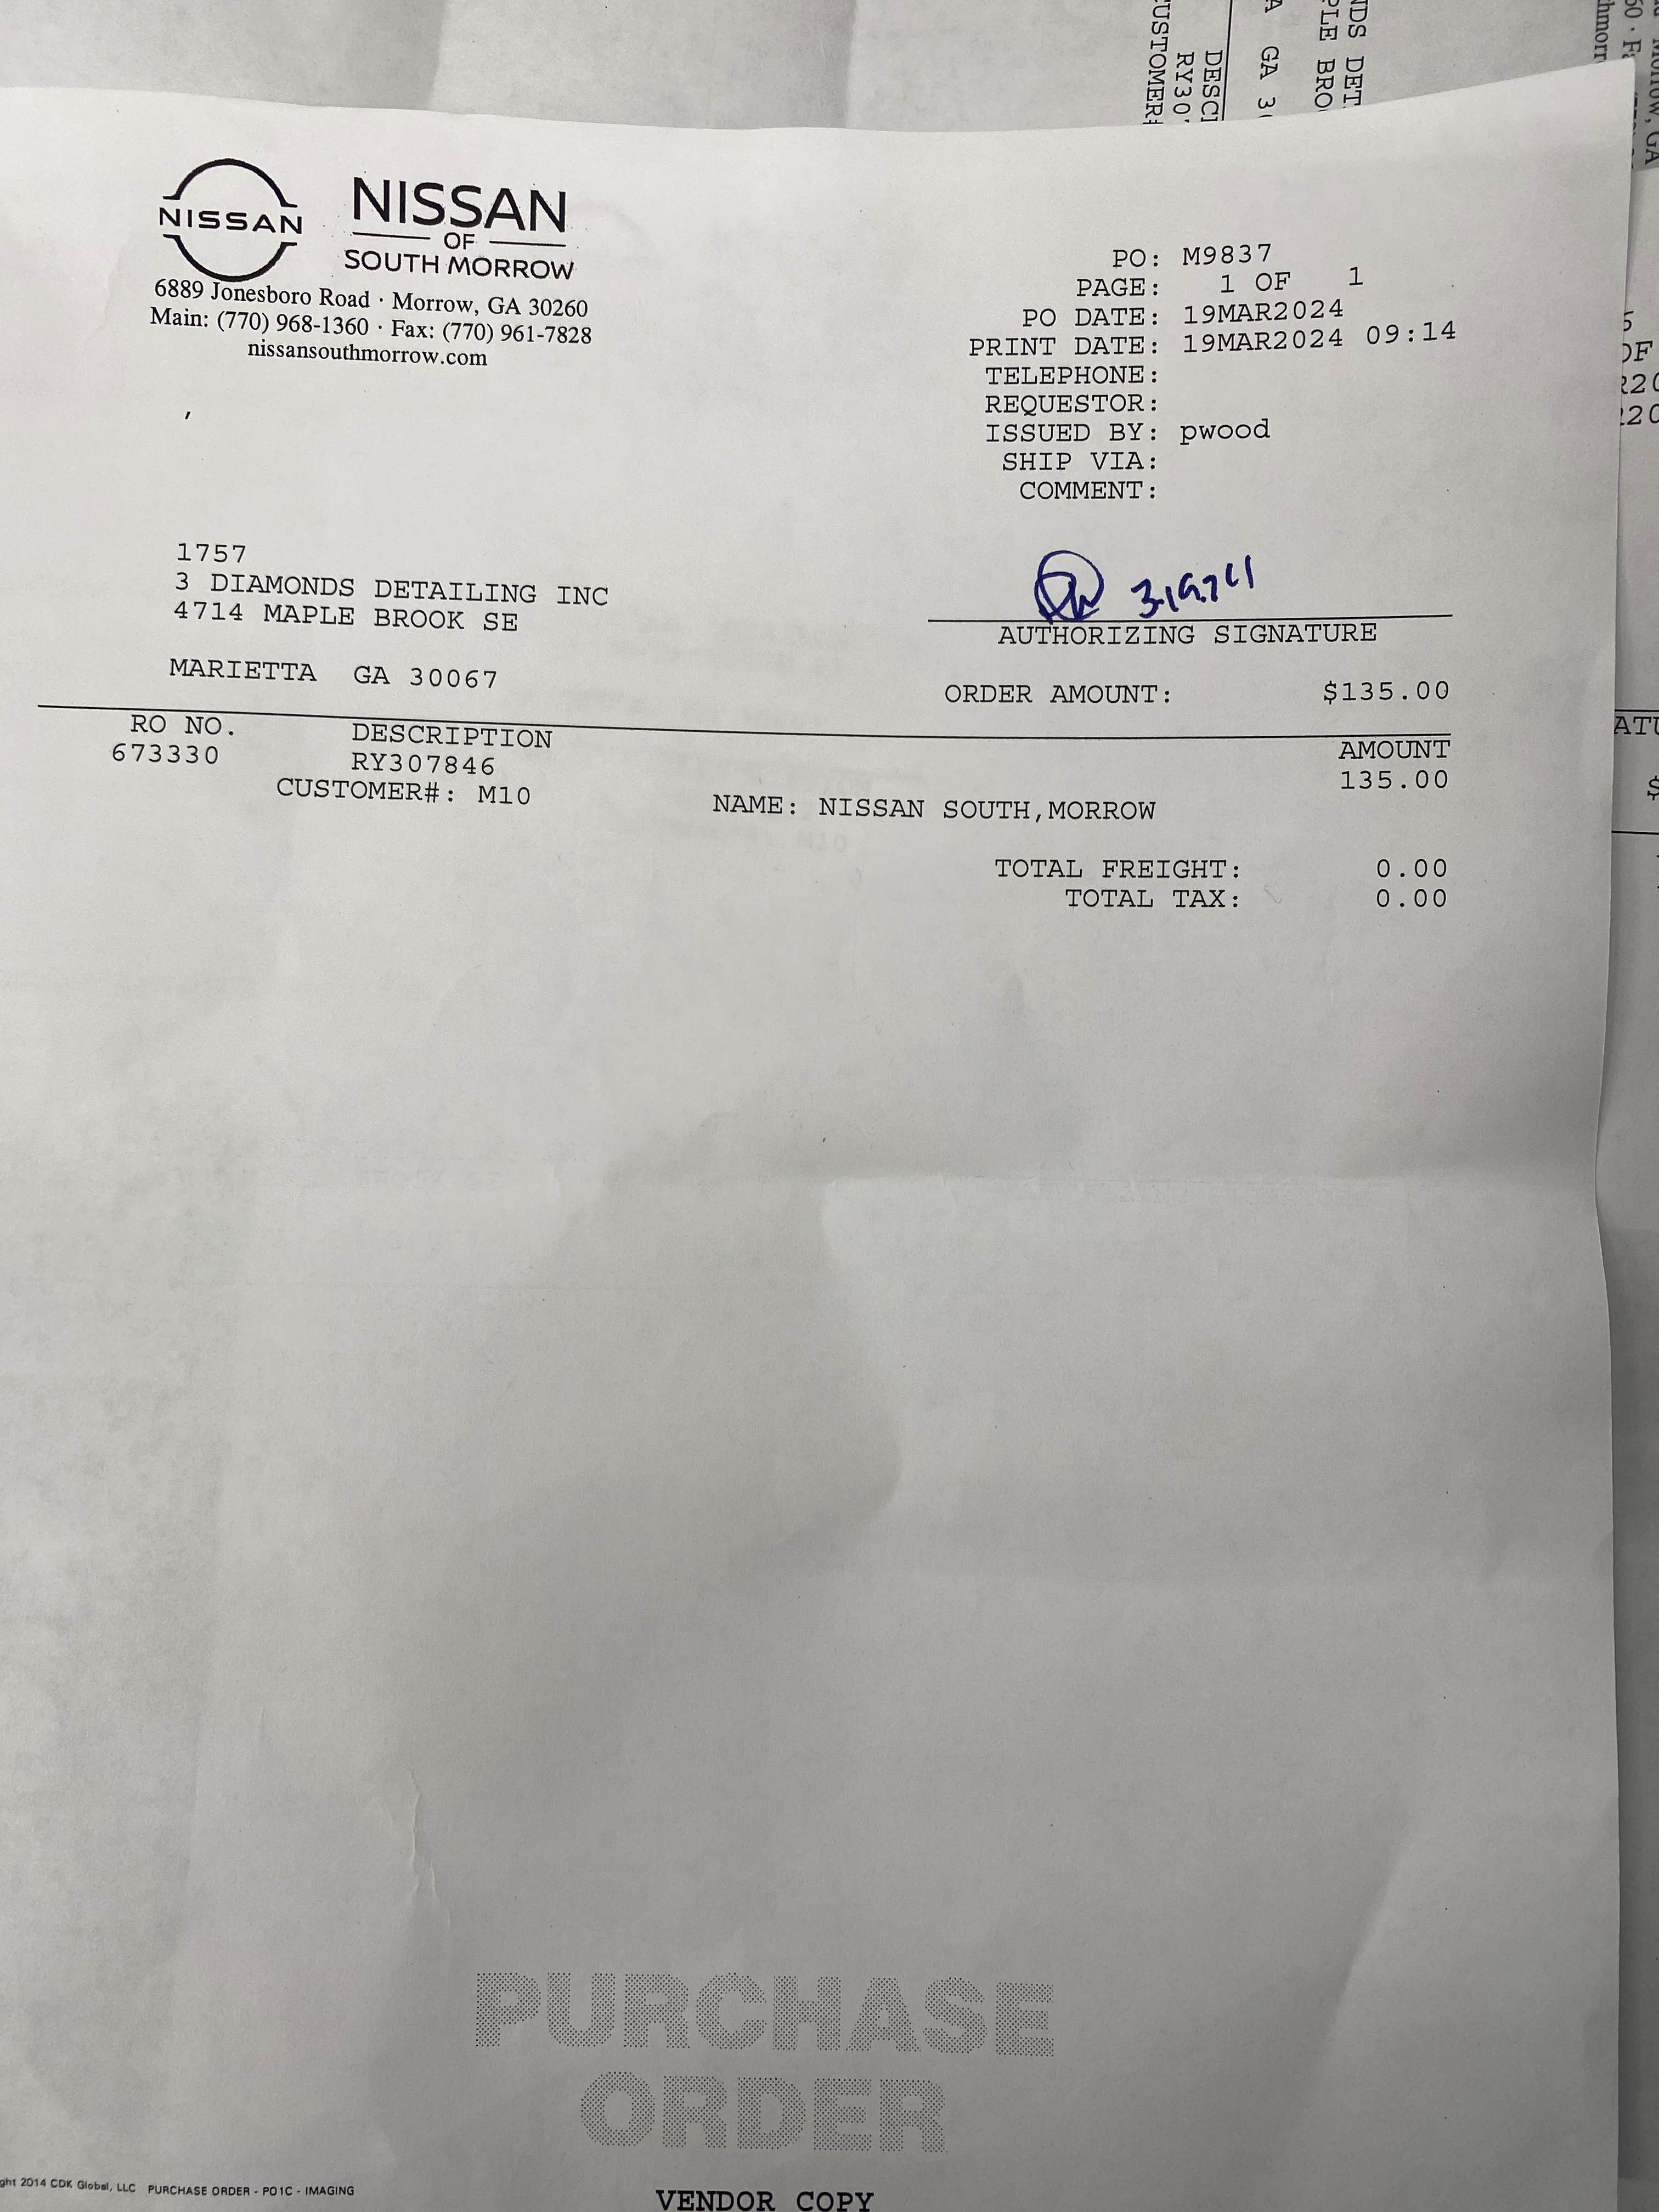 NISSAN
NISSAN
OF
SOUTH MORROW
6889 Jonesboro Road · Morrow, GA 30260
Main: (770) 968-1360 · Fax: (770) 961-7828
nissansouthmorrow.com
,
PO: M9837
PAGE: 1 OF 1
PO DATE: 19MAR2024
PRINT DATE: 19MAR2024 09:14
TELEPHONE:
REQUESTOR:
ISSUED BY: pwood
SHIP VIA:
COMMENT:
1757
3 DIAMONDS DETAILING INC
4714 MAPLE BROOK SE
MARIETTA GA 30067
AUTHORIZING SIGNATURE
ORDER AMOUNT: $135.00
RO NO. DESCRIPTION AMOUNT
673330 RY307846 135.00
CUSTOMER#: M10 NAME: NISSAN SOUTH,MORROW
TOTAL FREIGHT: 0.00
TOTAL TAX: 0.00
PURCHASE
ORDER
2014 CDK Global, LLC PURCHASE ORDER - PO1C - IMAGING
VENDOR COPY